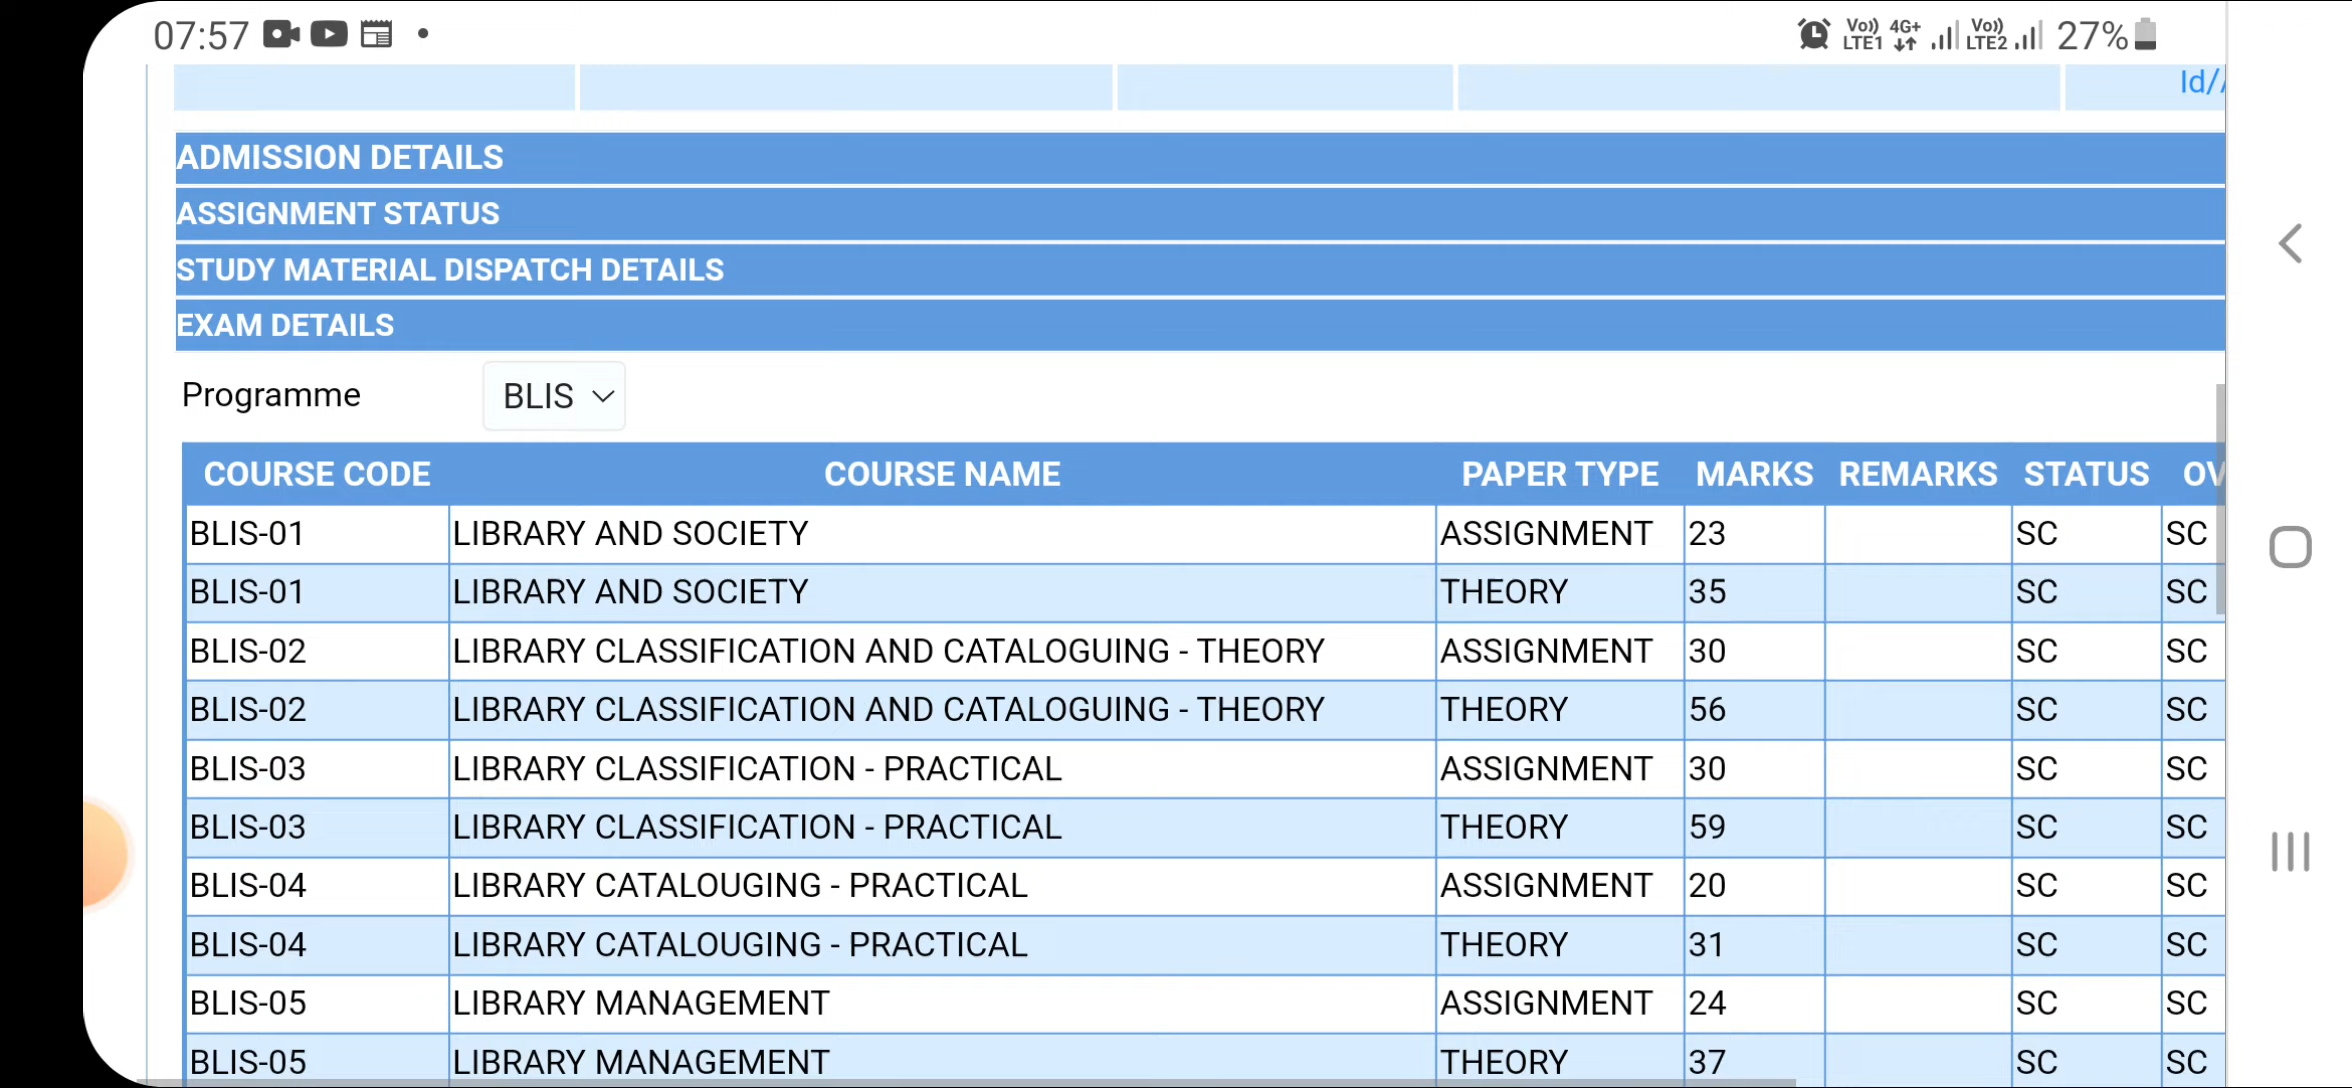 07:57 Vo)) LTE1 4G+ Vo)) LTE2 27%
Id/
ADMISSION DETAILS
ASSIGNMENT STATUS
STUDY MATERIAL DISPATCH DETAILS
EXAM DETAILS
Programme BLIS
COURSE CODE COURSE NAME PAPER TYPE MARKS REMARKS STATUS OV
BLIS-01 LIBRARY AND SOCIETY ASSIGNMENT 23 SC SC
BLIS-01 LIBRARY AND SOCIETY THEORY 35 SC SC
BLIS-02 LIBRARY CLASSIFICATION AND CATALOGUING - THEORY ASSIGNMENT 30 SC SC
BLIS-02 LIBRARY CLASSIFICATION AND CATALOGUING - THEORY THEORY 56 SC SC
BLIS-03 LIBRARY CLASSIFICATION - PRACTICAL ASSIGNMENT 30 SC SC
BLIS-03 LIBRARY CLASSIFICATION - PRACTICAL THEORY 59 SC SC
BLIS-04 LIBRARY CATALOUGING - PRACTICAL ASSIGNMENT 20 SC SC
BLIS-04 LIBRARY CATALOUGING - PRACTICAL THEORY 31 SC SC
BLIS-05 LIBRARY MANAGEMENT ASSIGNMENT 24 SC SC
BLIS-05 LIBRARY MANAGEMENT THEORY 37 SC SC